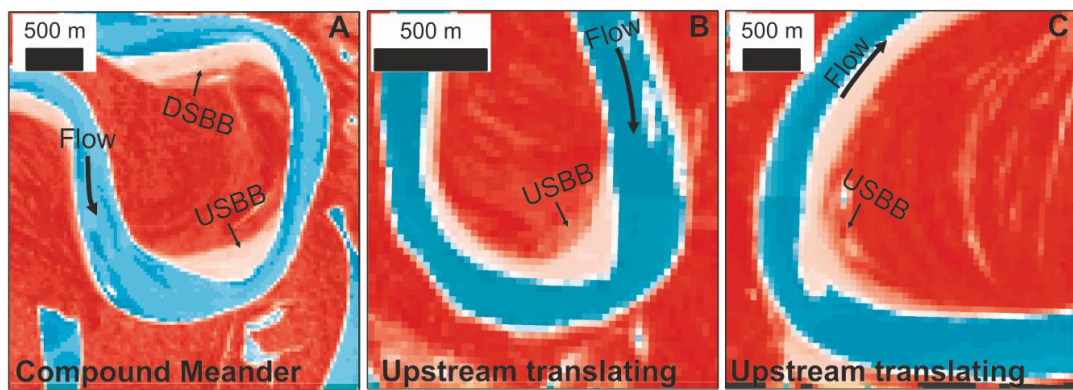 500 m
A
DSBB
Flow
USBB
Compound Meander
500 m
B
Flow
USBB
Upstream translating
500 m
C
Flow
USBB
Upstream translating